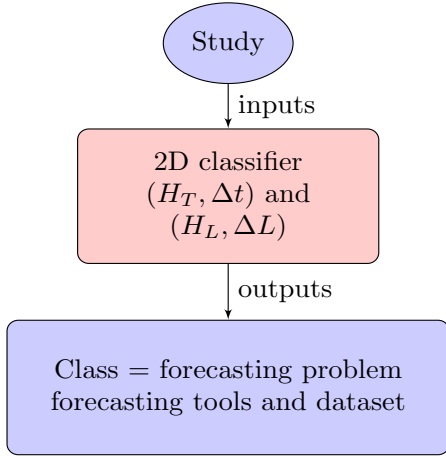 Study
inputs
2D classifier
(H_T, Δt) and
(H_L, ΔL)
outputs
Class = forecasting problem
forecasting tools and dataset